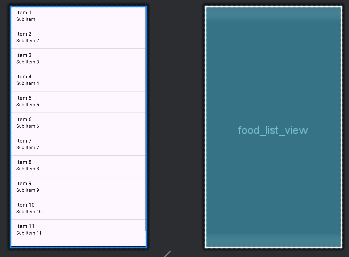 Item 1
Sub Item 1
Item 2
Sub Item 2
Item 3
Sub Item 3
Item 4
Sub Item 4
Item 5
Sub Item 5
Item 6
Sub Item 6
Item 7
Sub Item 7
Item 8
Sub Item 8
Item 9
Sub Item 9
Item 10
Sub Item 10
Item 11
Sub Item 11
food_list_view